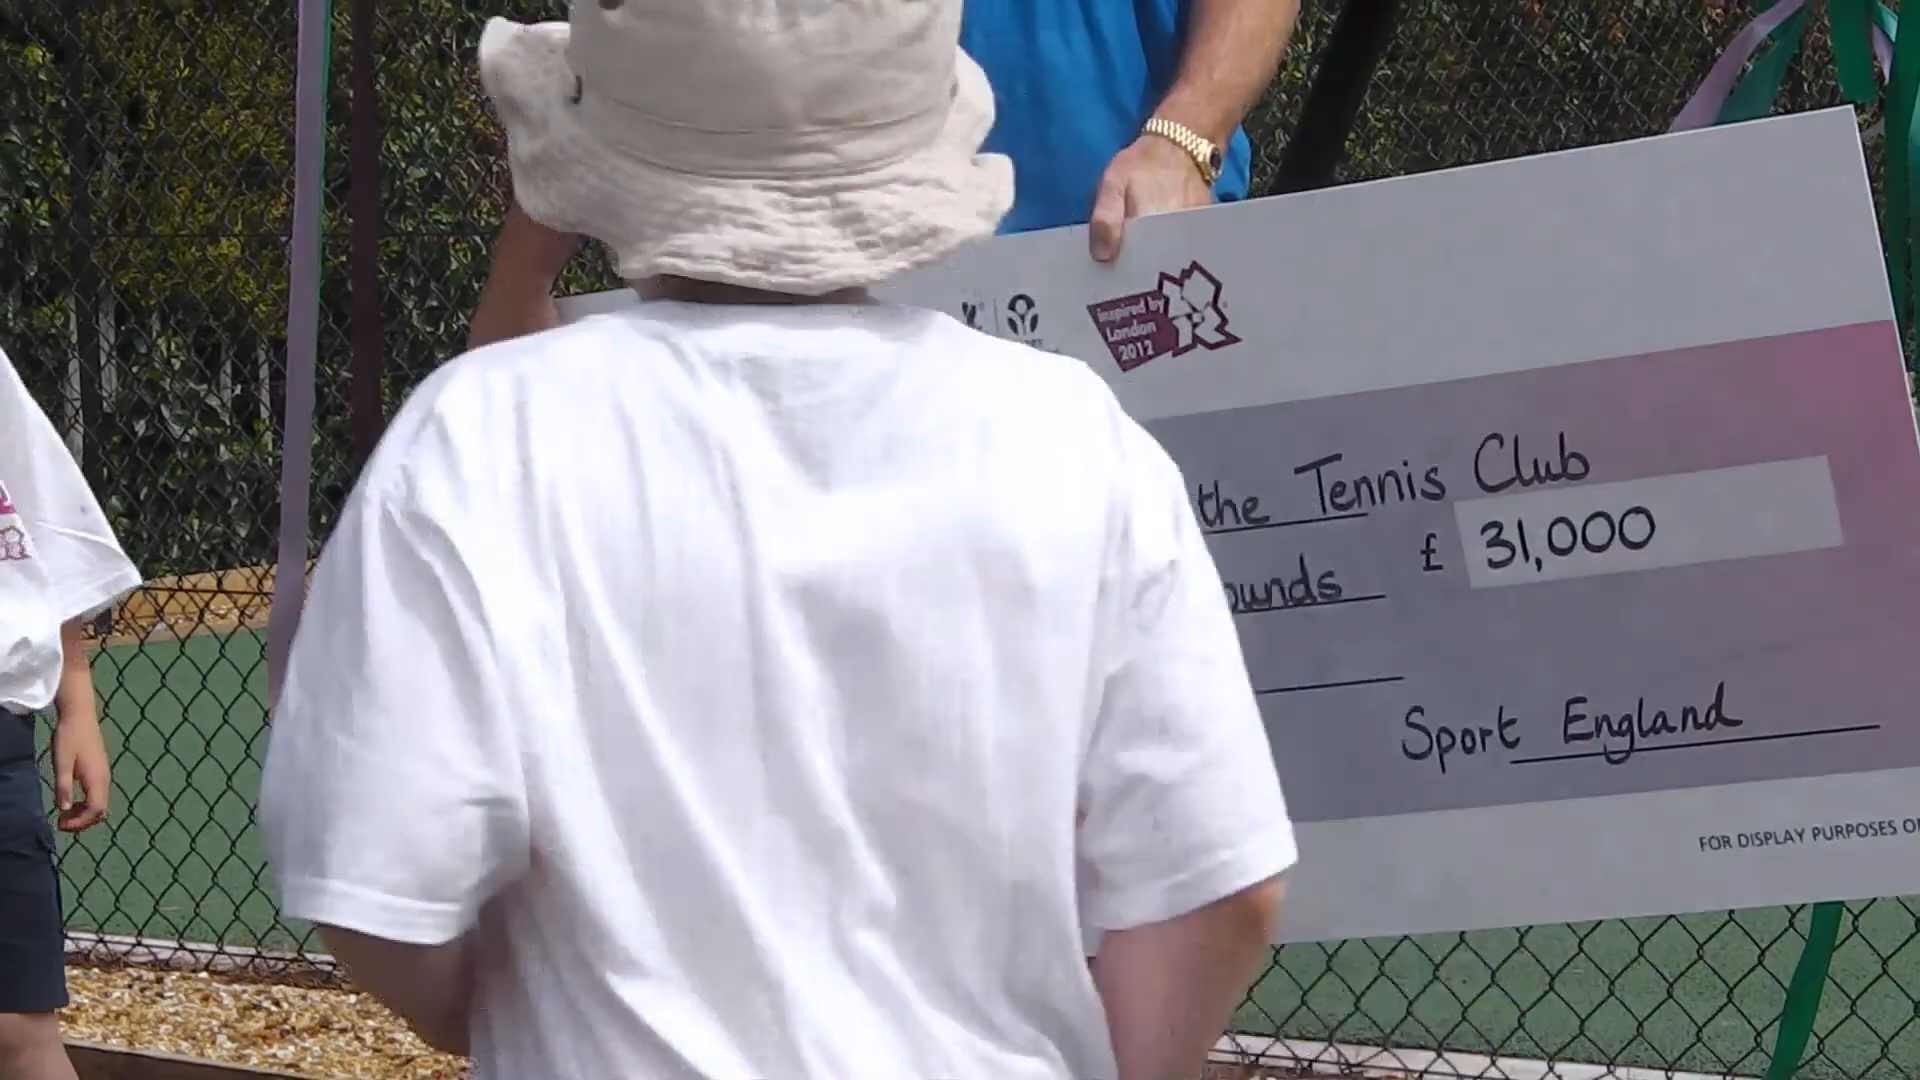 inspired by
London
2012
the Tennis Club
£ 31,000
Sport England
FOR DISPLAY PURPOSES